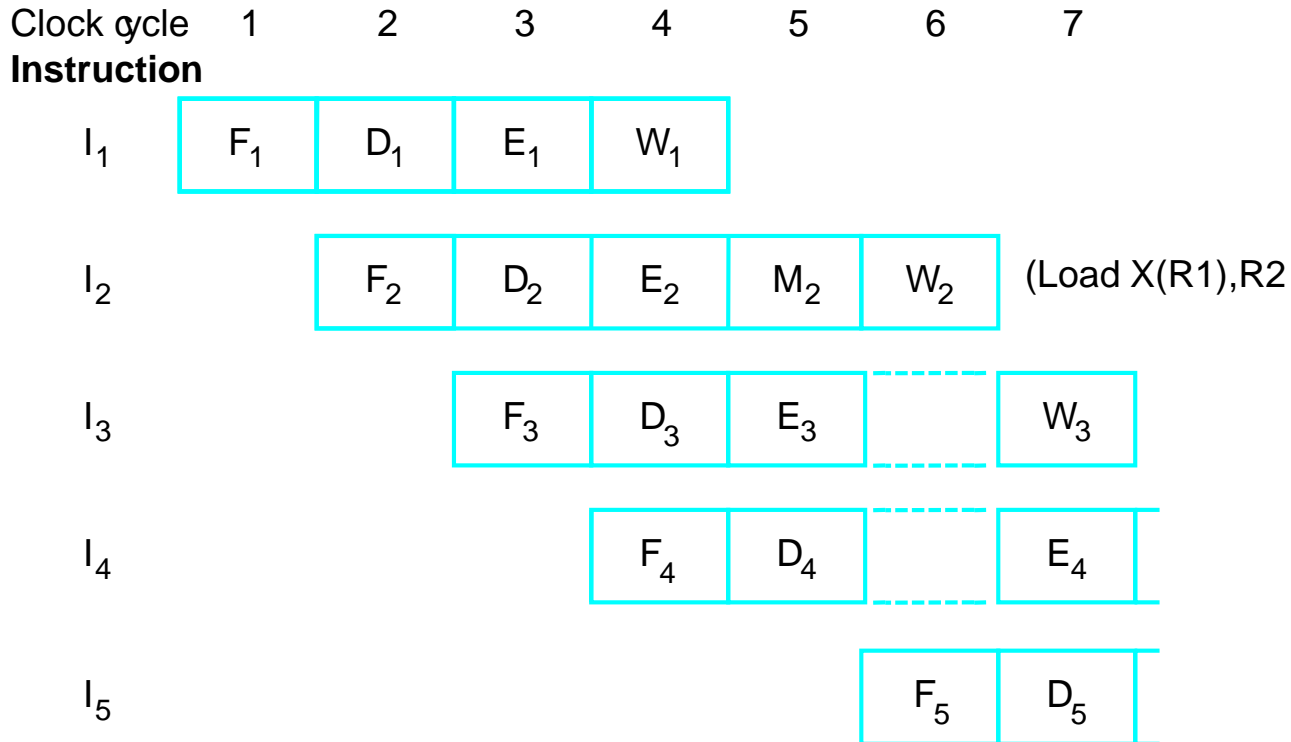 Clock cycle 1 2 3 4 5 6 7
Instruction
I1 F1 D1 E1 W1
I2 F2 D2 E2 M2 W2 (Load X(R1),R2
I3 F3 D3 E3 W3
I4 F4 D4 E4
I5 F5 D5